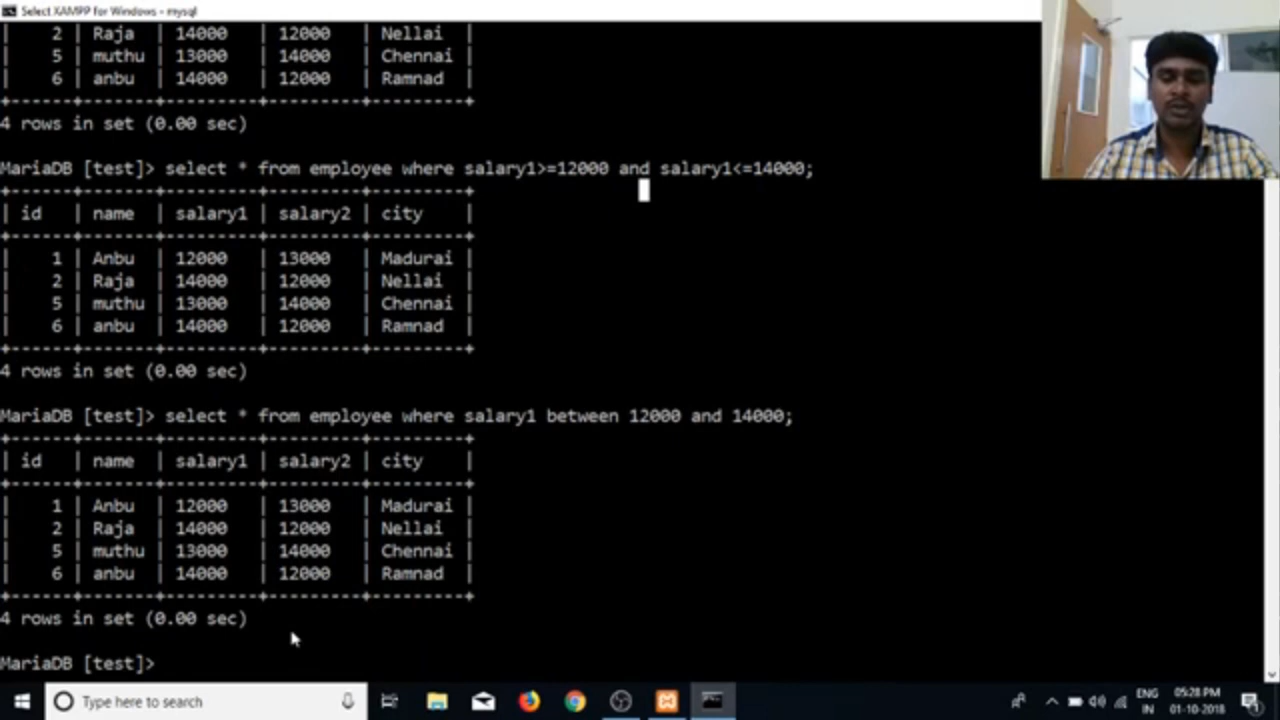 Select XAMPP for Windows - mysql
| 2 | Raja | 14000 | 12000 | Nellai |
| 5 | muthu | 13000 | 14000 | Chennai |
| 6 | anbu | 14000 | 12000 | Ramnad |
+------+-------+---------+---------+---------+
4 rows in set (0.00 sec)
MariaDB [test]> select * from employee where salary1>=12000 and salary1<=14000;
+------+-------+---------+---------+---------+
| id | name | salary1 | salary2 | city |
+------+-------+---------+---------+---------+
| 1 | Anbu | 12000 | 13000 | Madurai |
| 2 | Raja | 14000 | 12000 | Nellai |
| 5 | muthu | 13000 | 14000 | Chennai |
| 6 | anbu | 14000 | 12000 | Ramnad |
+------+-------+---------+---------+---------+
4 rows in set (0.00 sec)
MariaDB [test]> select * from employee where salary1 between 12000 and 14000;
+------+-------+---------+---------+---------+
| id | name | salary1 | salary2 | city |
+------+-------+---------+---------+---------+
| 1 | Anbu | 12000 | 13000 | Madurai |
| 2 | Raja | 14000 | 12000 | Nellai |
| 5 | muthu | 13000 | 14000 | Chennai |
| 6 | anbu | 14000 | 12000 | Ramnad |
+------+-------+---------+---------+---------+
4 rows in set (0.00 sec)
MariaDB [test]>
Type here to search
ENG
IN
05:28 PM
01-10-2018